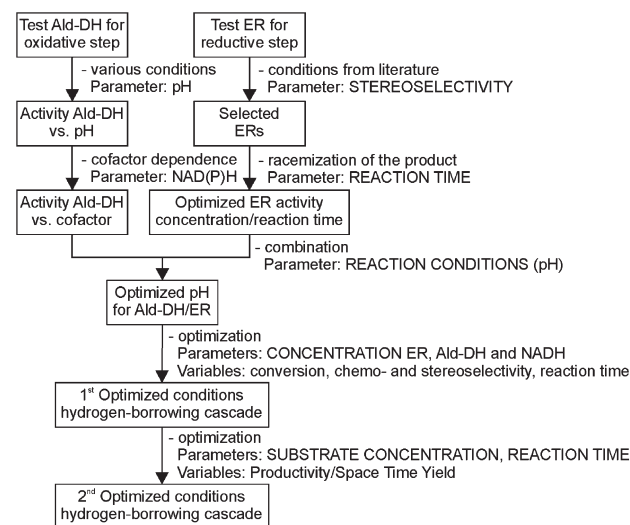 Test Ald-DH for
oxidative step
Test ER for
reductive step
- various conditions
Parameter: pH
- conditions from literature
Parameter: STEREOSELECTIVITY
Activity Ald-DH
vs. pH
Selected
ERs
- cofactor dependence
Parameter: NAD(P)H
- racemization of the product
Parameter: REACTION TIME
Activity Ald-DH
vs. cofactor
Optimized ER activity
concentration/reaction time
- combination
Parameter: REACTION CONDITIONS (pH)
Optimized pH
for Ald-DH/ER
- optimization
Parameters: CONCENTRATION ER, Ald-DH and NADH
Variables: conversion, chemo- and stereoselectivity, reaction time
1st Optimized conditions
hydrogen-borrowing cascade
- optimization
Parameters: SUBSTRATE CONCENTRATION, REACTION TIME
Variables: Productivity/Space Time Yield
2nd Optimized conditions
hydrogen-borrowing cascade